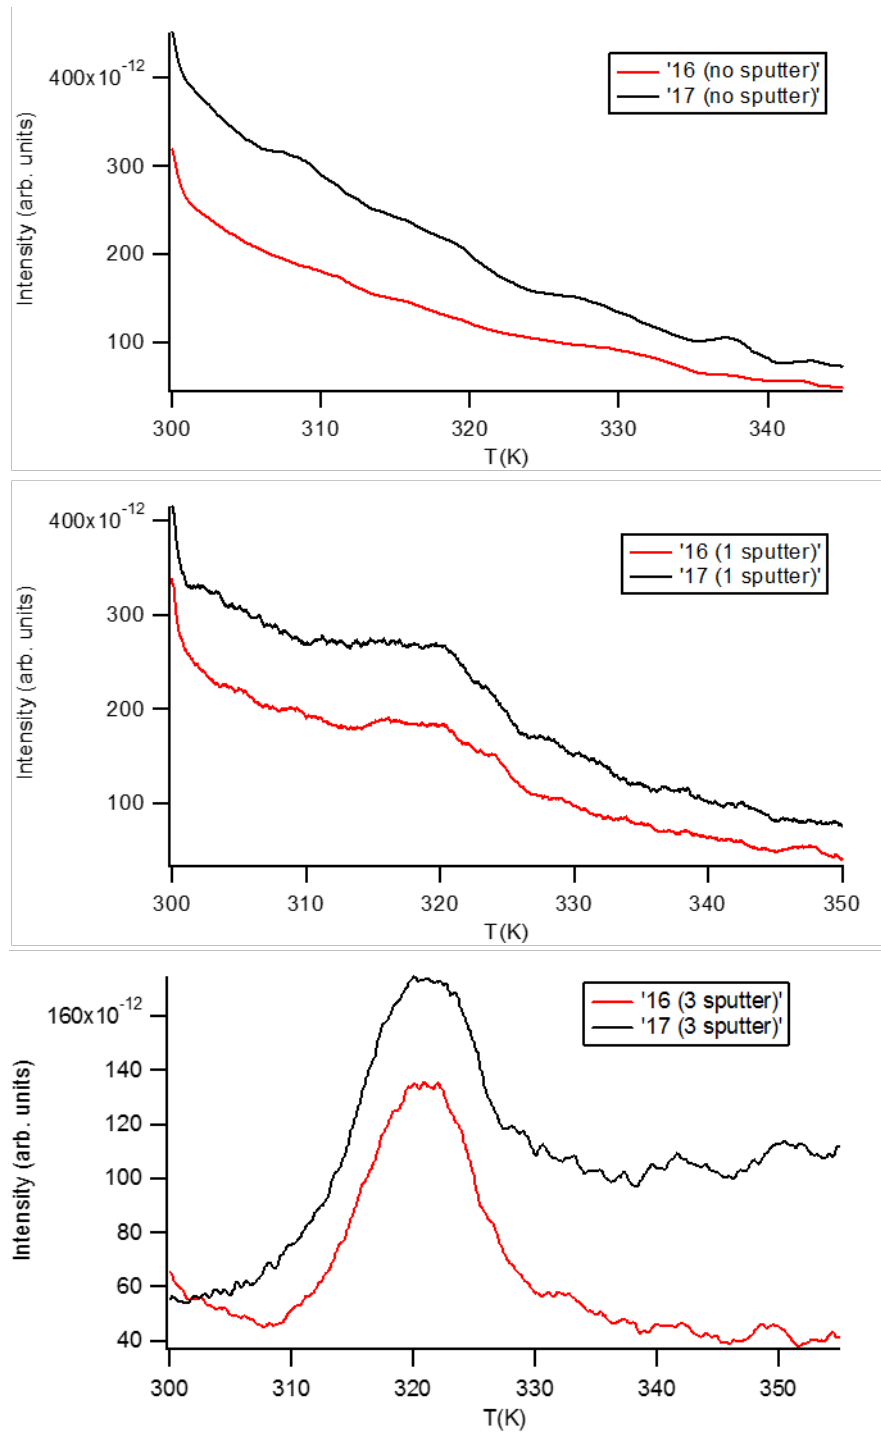 400x10-12
300
200
100
Intensity (arb. units)
'16 (no sputter)'
'17 (no sputter)'
300
310
320
330
340
T(K)
400x10-12
300
200
100
Intensity (arb. units)
'16 (1 sputter)'
'17 (1 sputter)'
300
310
320
330
340
350
T(K)
160x10-12
140
120
100
80
60
40
Intensity (arb. units)
'16 (3 sputter)'
'17 (3 sputter)'
300
310
320
330
340
350
T(K)